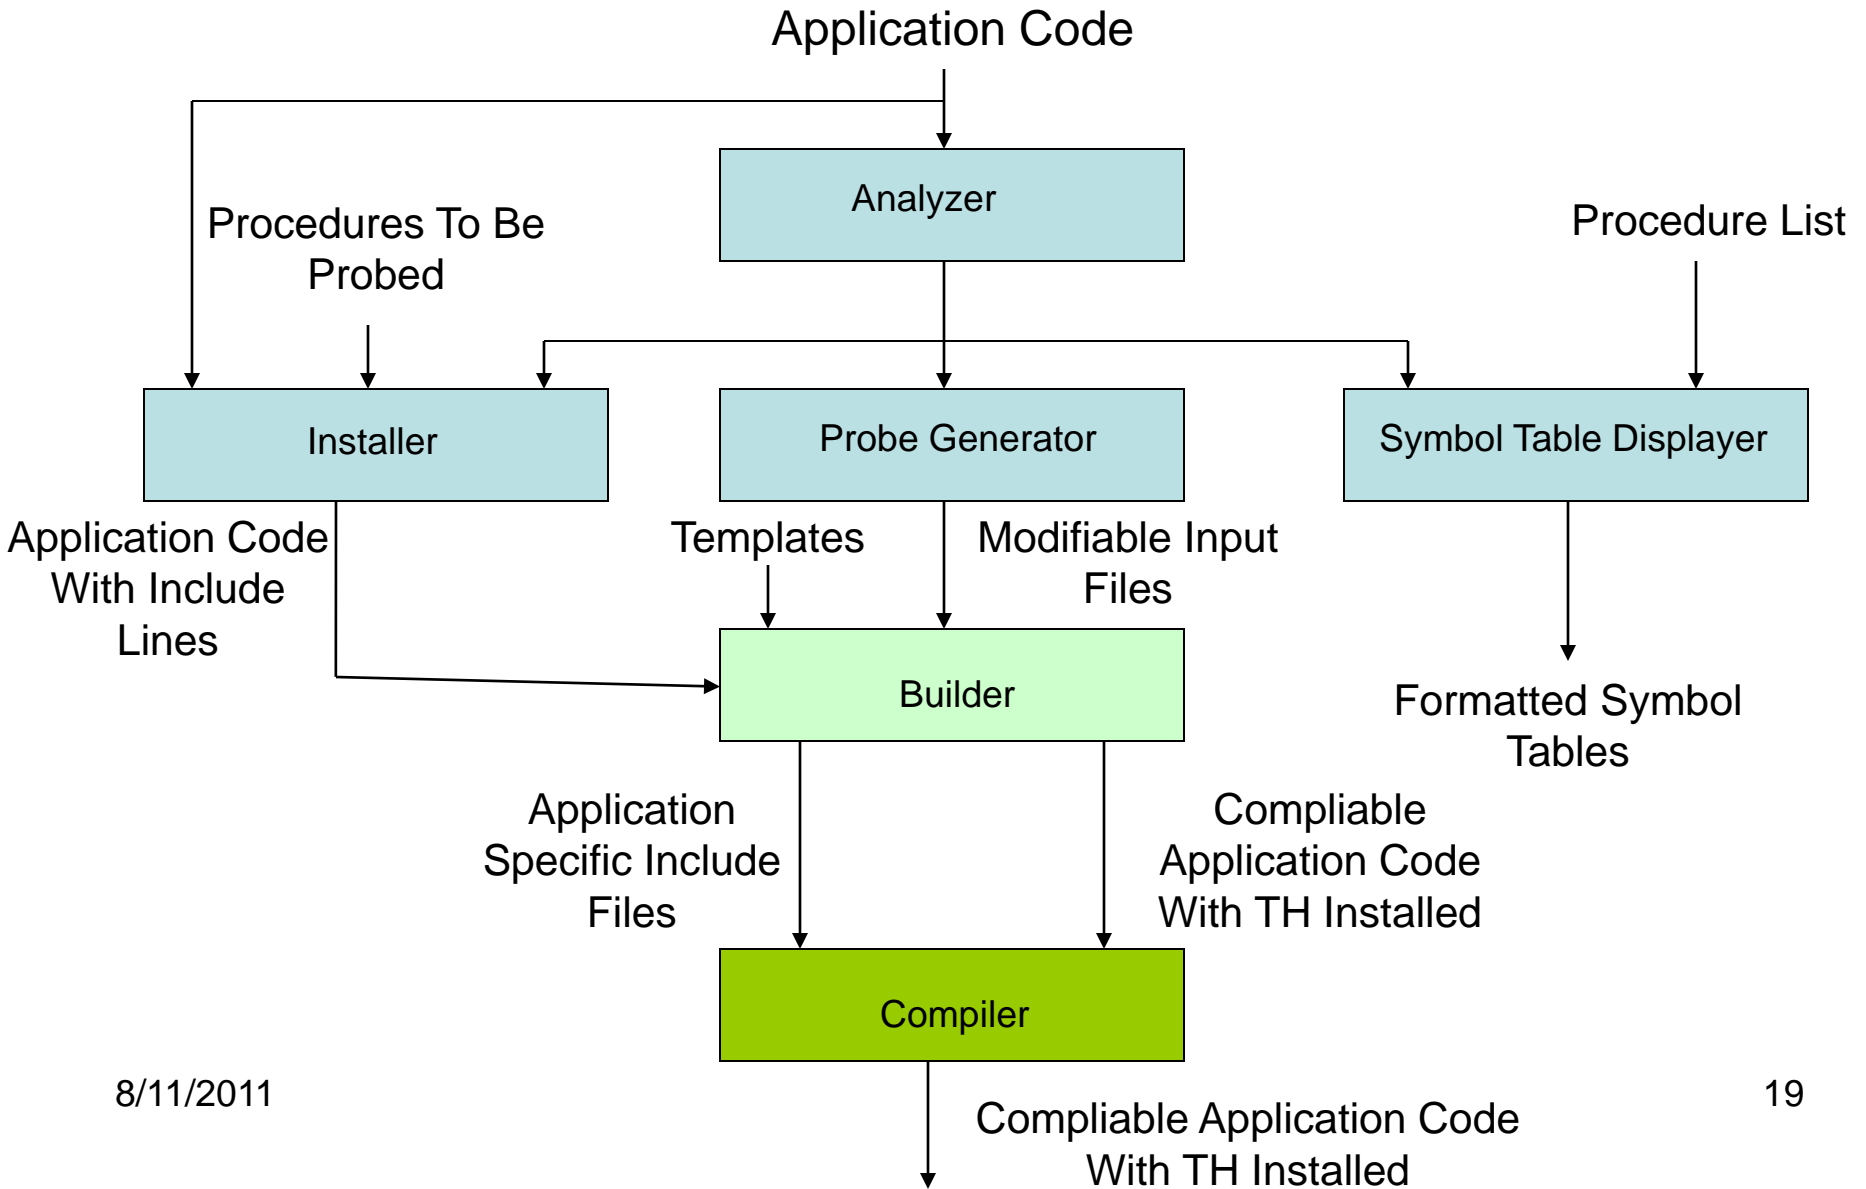 Application Code
Analyzer
Procedures To Be
Probed
Procedure List
Installer
Probe Generator
Symbol Table Displayer
Application Code
With Include
Lines
Templates
Modifiable Input
Files
Builder
Formatted Symbol
Tables
Application
Specific Include
Files
Compliable
Application Code
With TH Installed
Compiler
8/11/2011
19
Compliable Application Code
With TH Installed